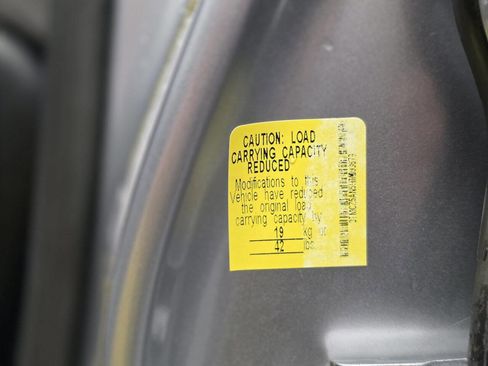 CAUTION: LOAD
CARRYING CAPACITY
REDUCED
Modifications to this
Vehicle have reduced
the original load
carrying capacity by
19 kg or
42 lbs.